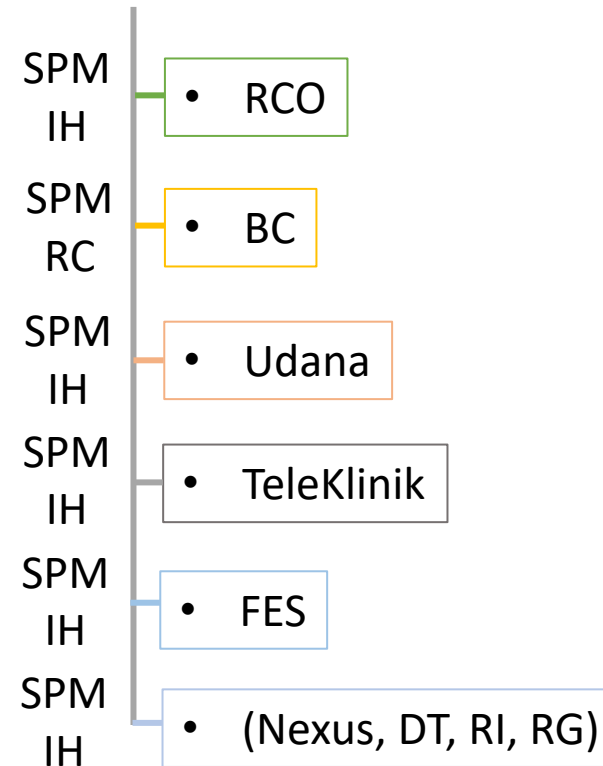 SPM
IH
• RCO
SPM
RC
• BC
SPM
IH
• Udana
SPM
IH
• TeleKlinik
SPM
IH
• FES
SPM
IH
• (Nexus, DT, RI, RG)